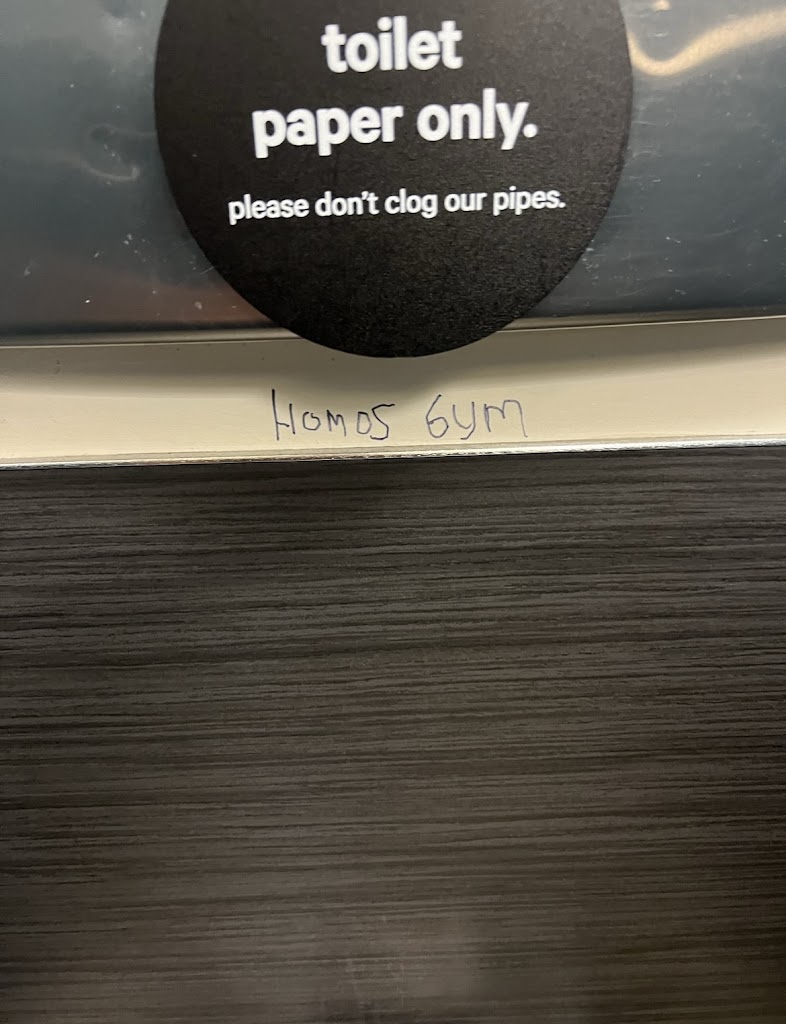 toilet
paper only.
please don't clog our pipes.
HOMOS GYM